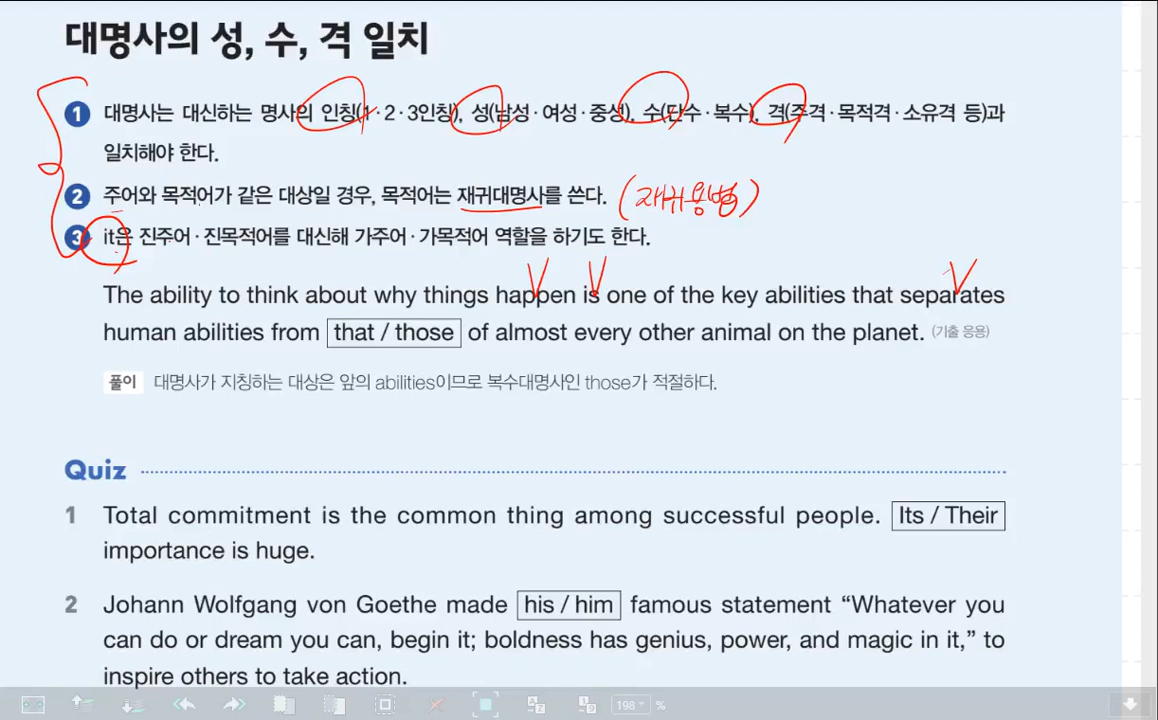 대명사의 성, 수, 격 일치
1 대명사는 대신하는 명사의 인칭(1·2·3인칭), 성(남성·여성·중성), 수(단수·복수), 격(주격·목적격·소유격 등)과
일치해야 한다.
2 주어와 목적어가 같은 대상일 경우, 목적어는 재귀대명사를 쓴다. (재귀용법)
3 it은 진주어·진목적어를 대신해 가주어·가목적어 역할을 하기도 한다.
The ability to think about why things happen is one of the key abilities that separates
human abilities from that / those of almost every other animal on the planet. (기출 응용)
풀이 대명사가 지칭하는 대상은 앞의 abilities이므로 복수대명사인 those가 적절하다.
Quiz
1 Total commitment is the common thing among successful people. Its / Their
importance is huge.
2 Johann Wolfgang von Goethe made his / him famous statement “Whatever you
can do or dream you can, begin it; boldness has genius, power, and magic in it,” to
inspire others to take action.
198 %